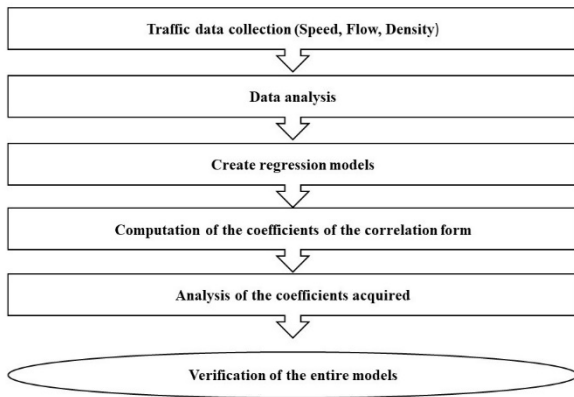 Traffic data collection (Speed, Flow, Density)
Data analysis
Create regression models
Computation of the coefficients of the correlation form
Analysis of the coefficients acquired
Verification of the entire models